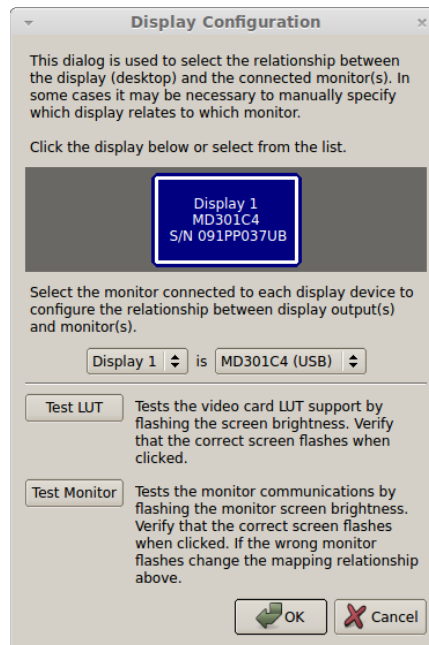 Display Configuration
This dialog is used to select the relationship between
the display (desktop) and the connected monitor(s). In
some cases it may be necessary to manually specify
which display relates to which monitor.
Click the display below or select from the list.
Display 1
MD301C4
S/N 091PP037UB
Select the monitor connected to each display device to
configure the relationship between display output(s)
and monitor(s).
Display 1 is MD301C4 (USB)
Test LUT
Tests the video card LUT support by
flashing the screen brightness. Verify
that the correct screen flashes when
clicked.
Test Monitor
Tests the monitor communications by
flashing the monitor screen brightness.
Verify that the correct screen flashes
when clicked. If the wrong monitor
flashes change the mapping relationship
above.
OK Cancel